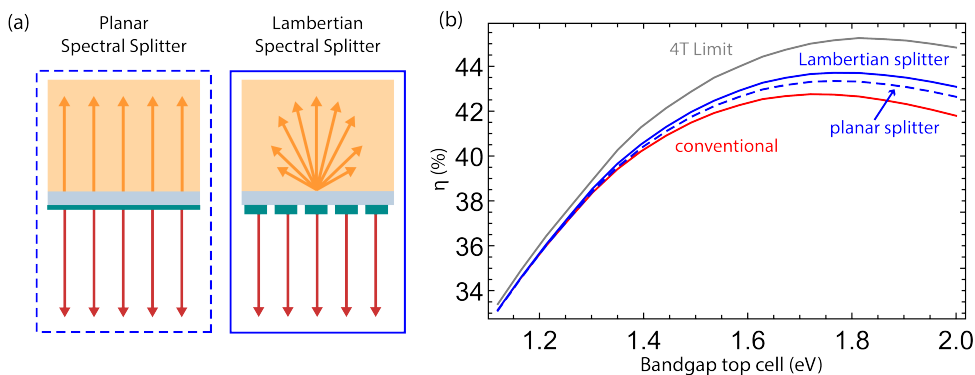 (a)
Planar
Spectral Splitter
Lambertian
Spectral Splitter
(b)
4T Limit
Lambertian splitter
planar splitter
conventional
η (%)
44
42
40
38
36
34
1.2
1.4
1.6
1.8
2.0
Bandgap top cell (eV)